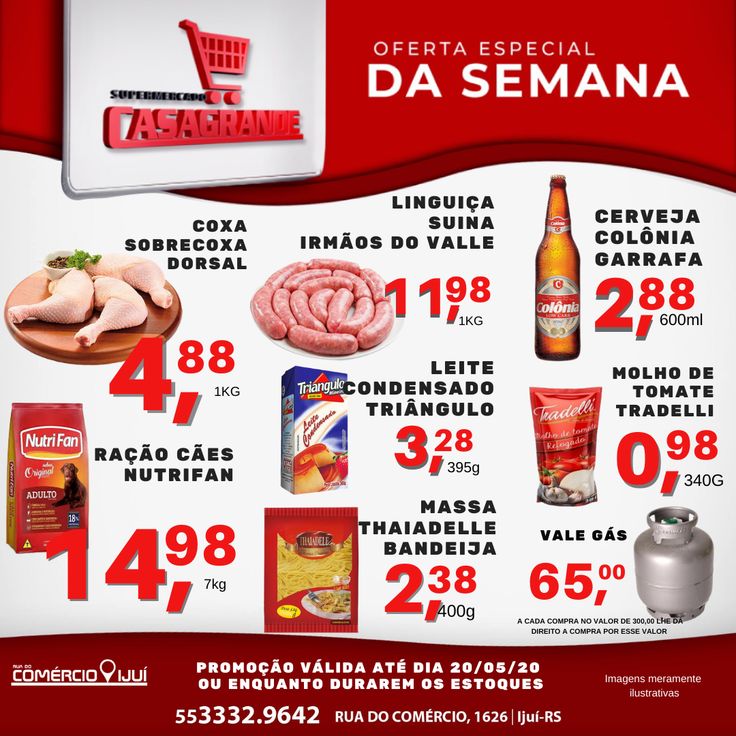 SUPERMERCADO
CASAGRANDE
OFERTA ESPECIAL
DA SEMANA
COXA
SOBRECOXA
DORSAL
4,88
1KG
LINGUIÇA
SUINA
IRMÃOS DO VALLE
11,98
1KG
CERVEJA
COLÔNIA
GARRAFA
2,88
600ml
Colônia
LOW CARB
NutriFan
Original
ADULTO
18%
RAÇÃO CÃES
NUTRIFAN
14,98
7kg
Triângulo
Leite
Condensado
LEITE
CONDENSADO
TRIÂNGULO
3,28
395g
Tradelli
Molho de tomate
Refogado
MOLHO DE
TOMATE
TRADELLI
0,98
340G
THAIADELE
MASSA
THAIADELLE
BANDEIJA
2,38
400g
VALE GÁS
65,00
A CADA COMPRA NO VALOR DE 300,00 LHE DA
DIREITO A COMPRA POR ESSE VALOR
RUA DO
COMÉRCIO IJUÍ
PROMOÇÃO VÁLIDA ATÉ DIA 20/05/20
OU ENQUANTO DURAREM OS ESTOQUES
Imagens meramente
ilustrativas
553332.9642 RUA DO COMÉRCIO, 1626 | Ijuí-RS